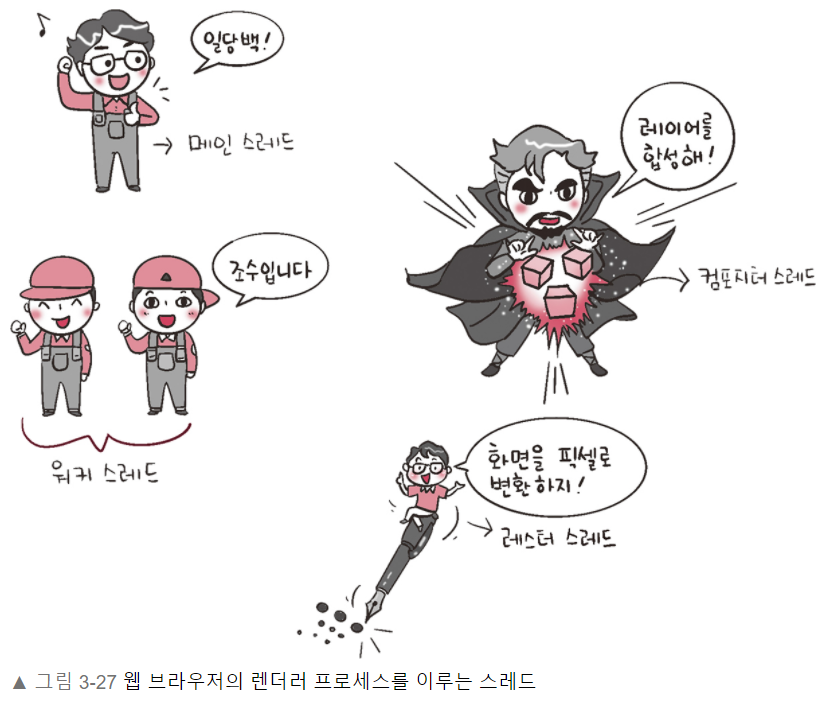 일당백!
메인 스레드
조수입니다
워커 스레드
레이어를
합성해!
컴포지터 스레드
화면을 픽셀로
변환하지!
레스터 스레드
▲ 그림 3-27 웹 브라우저의 렌더러 프로세스를 이루는 스레드